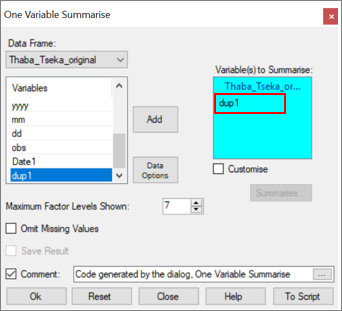 One Variable Summarise
Data Frame:
Thaba_Tseka_original
Variables
yyyy
mm
dd
obs
Date1
dup1
Add
Data Options
Variable(s) to Summarise:
Thaba_Tseka_or...
dup1
Customise
Summaries...
Maximum Factor Levels Shown:
7
Omit Missing Values
Save Result
Comment:
Code generated by the dialog, One Variable Summarise
...
Ok
Reset
Close
Help
To Script